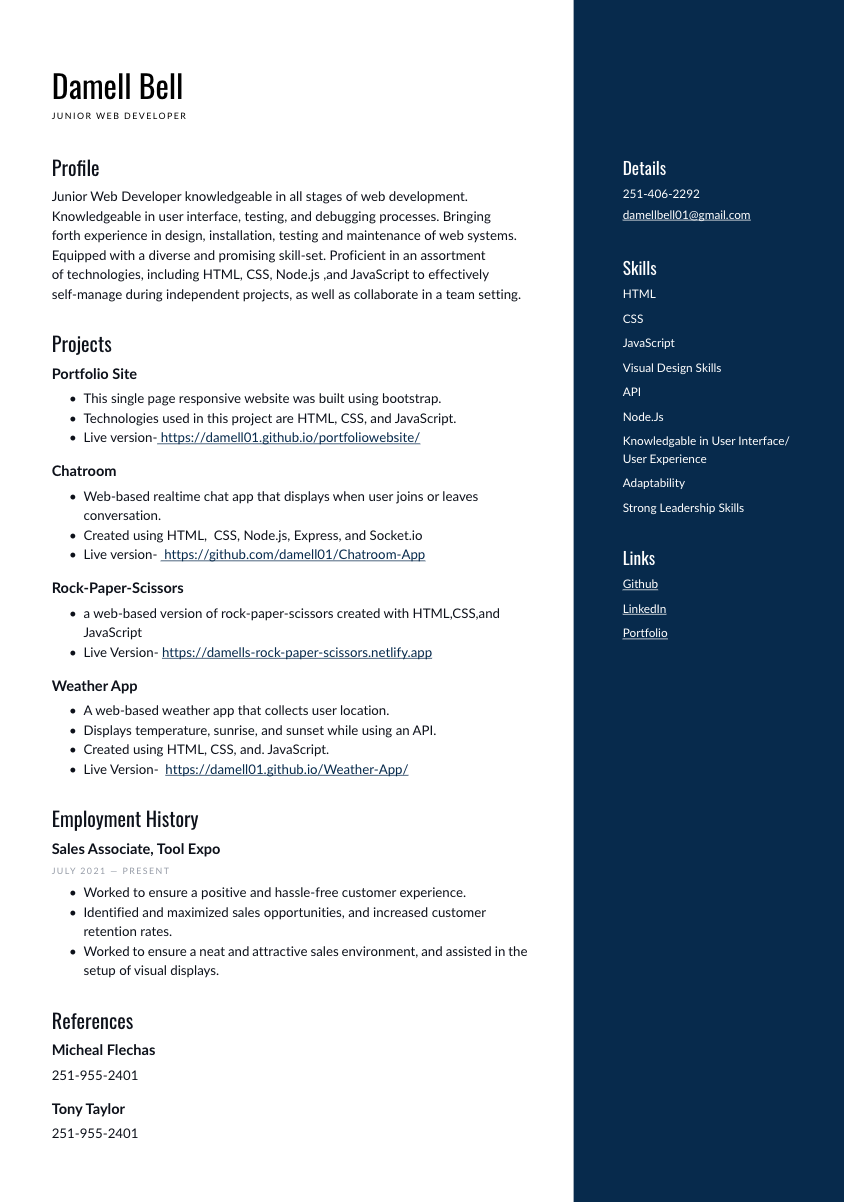 Damell Bell
JUNIOR WEB DEVELOPER
Profile
Junior Web Developer knowledgeable in all stages of web development.
Knowledgeable in user interface, testing, and debugging processes. Bringing
forth experience in design, installation, testing and maintenance of web systems.
Equipped with a diverse and promising skill-set. Proficient in an assortment
of technologies, including HTML, CSS, Node.js ,and JavaScript to effectively
self-manage during independent projects, as well as collaborate in a team setting.
Projects
Portfolio Site
• This single page responsive website was built using bootstrap.
• Technologies used in this project are HTML, CSS, and JavaScript.
• Live version- https://damell01.github.io/portfoliowebsite/
Chatroom
• Web-based realtime chat app that displays when user joins or leaves
conversation.
• Created using HTML,  CSS, Node.js, Express, and Socket.io
• Live version-  https://github.com/damell01/Chatroom-App
Rock-Paper-Scissors
• a web-based version of rock-paper-scissors created with HTML,CSS,and
JavaScript
• Live Version- https://damells-rock-paper-scissors.netlify.app
Weather App
• A web-based weather app that collects user location.
• Displays temperature, sunrise, and sunset while using an API.
• Created using HTML, CSS, and. JavaScript.
• Live Version-  https://damell01.github.io/Weather-App/
Employment History
Sales Associate, Tool Expo
JULY 2021 — PRESENT
• Worked to ensure a positive and hassle-free customer experience.
• Identified and maximized sales opportunities, and increased customer
retention rates.
• Worked to ensure a neat and attractive sales environment, and assisted in the
setup of visual displays.
References
Micheal Flechas
251-955-2401
Tony Taylor
251-955-2401
Details
251-406-2292
damellbell01@gmail.com
Skills
HTML
CSS
JavaScript
Visual Design Skills
API
Node.Js
Knowledgable in User Interface/
User Experience
Adaptability
Strong Leadership Skills
Links
Github
LinkedIn
Portfolio